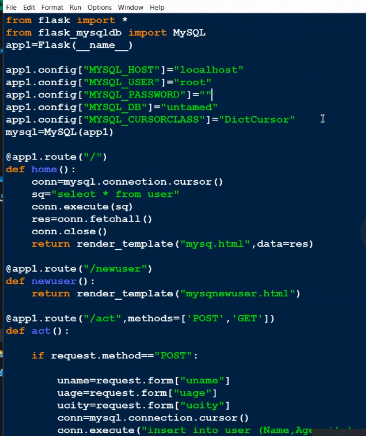 File Edit Format Run Options Window Help
from flask import *
from flask_mysqldb import MySQL
app1=Flask(__name__)
app1.config["MYSQL_HOST"]="localhost"
app1.config["MYSQL_USER"]="root"
app1.config["MYSQL_PASSWORD"]=""
app1.config["MYSQL_DB"]="untamed"
app1.config["MYSQL_CURSORCLASS"]="DictCursor"
mysql=MySQL(app1)
@app1.route("/")
def home():
    conn=mysql.connection.cursor()
    sq="select * from user"
    conn.execute(sq)
    res=conn.fetchall()
    conn.close()
    return render_template("mysq.html",data=res)
@app1.route("/newuser")
def newuser():
    return render_template("mysqnewuser.html")
@app1.route("/act",methods=['POST','GET'])
def act():
    if request.method=="POST":
        uname=request.form["uname"]
        uage=request.form["uage"]
        ucity=request.form["ucity"]
        conn=mysql.connection.cursor()
        conn.execute("insert into user (Name,Age